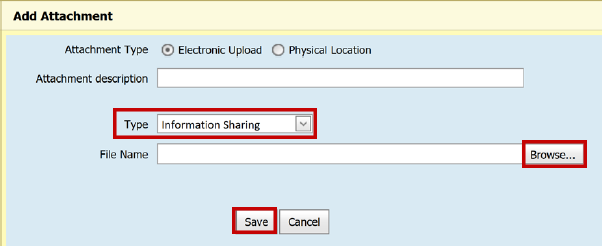 Add Attachment
Attachment Type Electronic Upload Physical Location
Attachment description
Type Information Sharing
File Name Browse...
Save Cancel